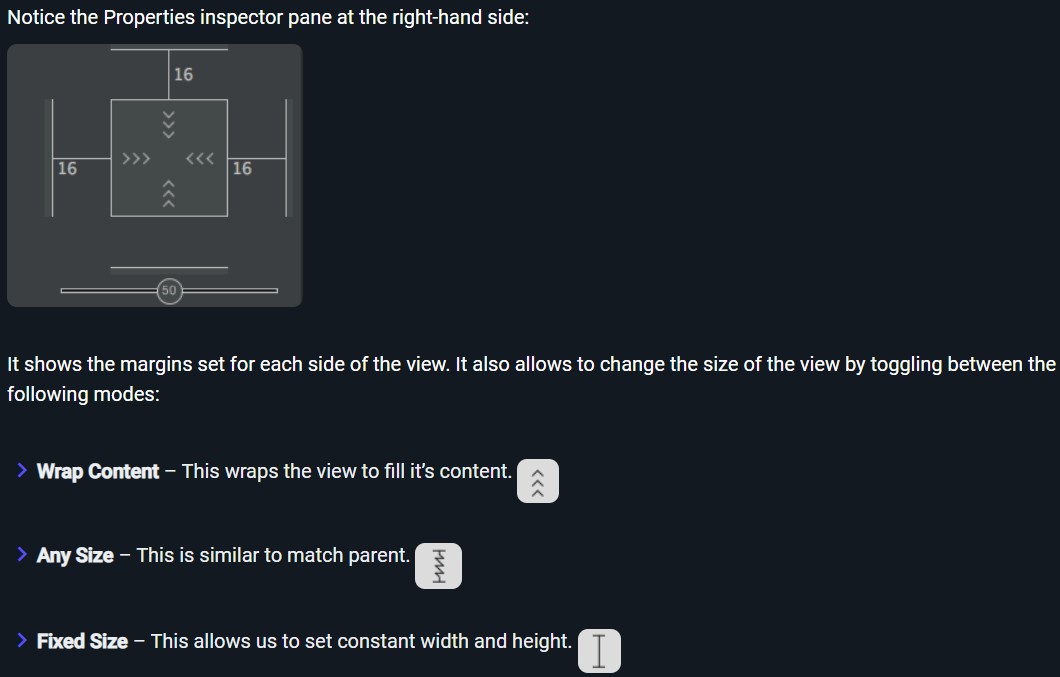 Notice the Properties inspector pane at the right-hand side:
16
16
16
50
It shows the margins set for each side of the view. It also allows to change the size of the view by toggling between the
following modes:
Wrap Content – This wraps the view to fill it’s content.
Any Size – This is similar to match parent.
Fixed Size – This allows us to set constant width and height.